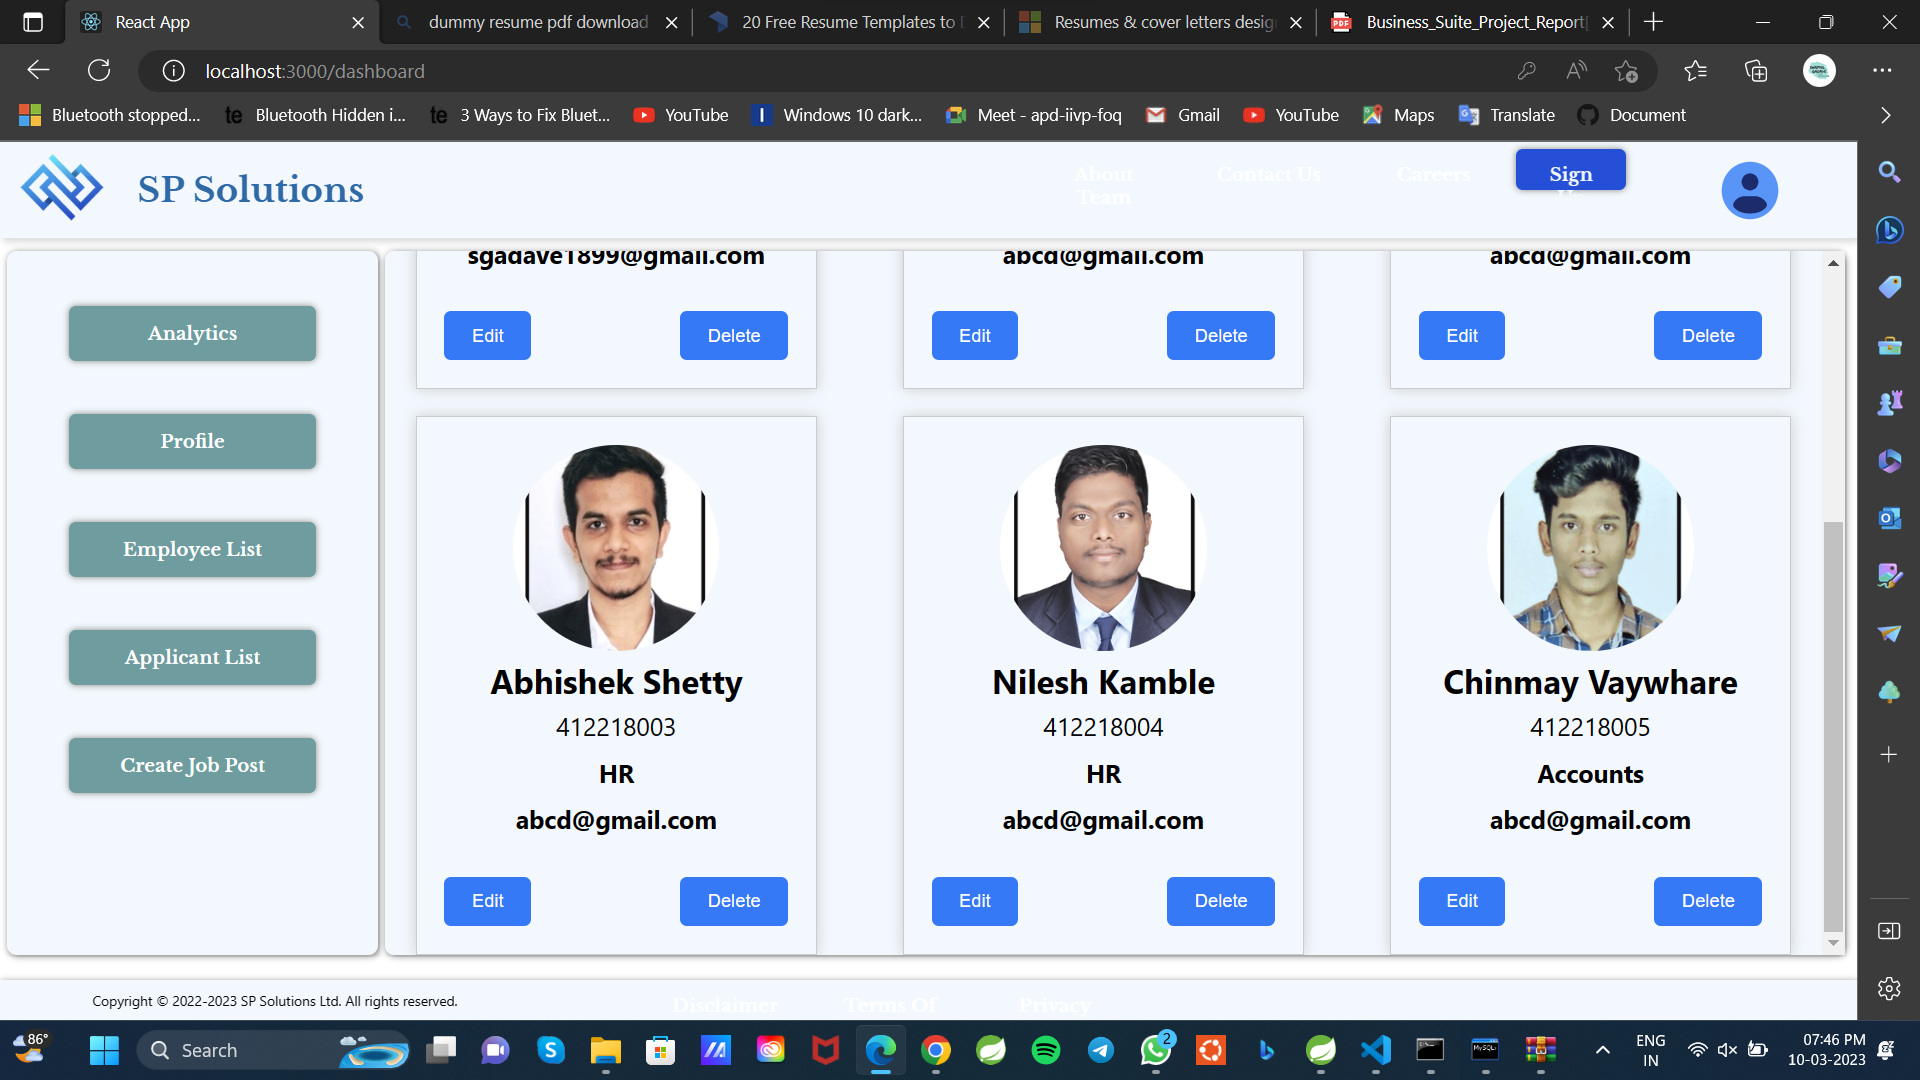 React App
dummy resume pdf download
20 Free Resume Templates to D
Resumes & cover letters desig
Business_Suite_Project_Report[
localhost:3000/dashboard
Bluetooth stopped...
Bluetooth Hidden i...
3 Ways to Fix Bluet...
YouTube
Windows 10 dark...
Meet - apd-iivp-foq
Gmail
YouTube
Maps
Translate
Document
SP Solutions
About
Team
Contact Us
Careers
Sign
sgadave1899@gmail.com
abcd@gmail.com
abcd@gmail.com
Edit
Delete
Edit
Delete
Edit
Delete
Analytics
Profile
Employee List
Applicant List
Create Job Post
Abhishek Shetty
412218003
HR
abcd@gmail.com
Edit
Delete
Nilesh Kamble
412218004
HR
abcd@gmail.com
Edit
Delete
Chinmay Vaywhare
412218005
Accounts
abcd@gmail.com
Edit
Delete
Copyright © 2022-2023 SP Solutions Ltd. All rights reserved.
Disclaimer
Terms Of
Privacy
86°
Search
2
ENG
IN
07:46 PM
10-03-2023